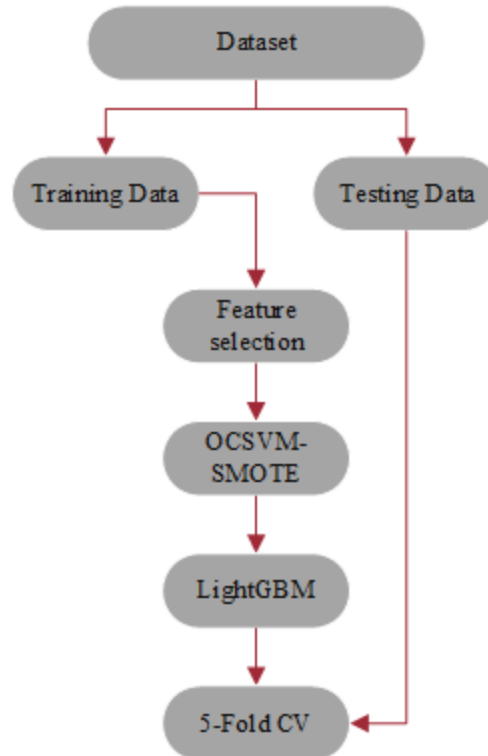 Dataset
Training Data
Testing Data
Feature
selection
OCSVM-
SMOTE
LightGBM
5-Fold CV